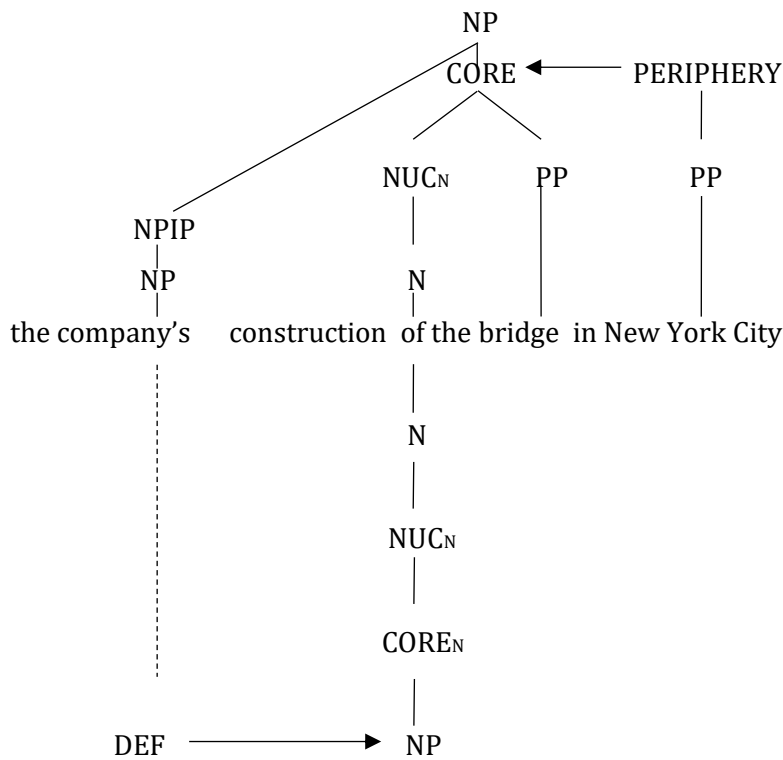 NP
CORE PERIPHERY
NUCN PP PP
NPIP
NP N
the company’s construction of the bridge in New York City
N
NUCN
COREN
DEF NP